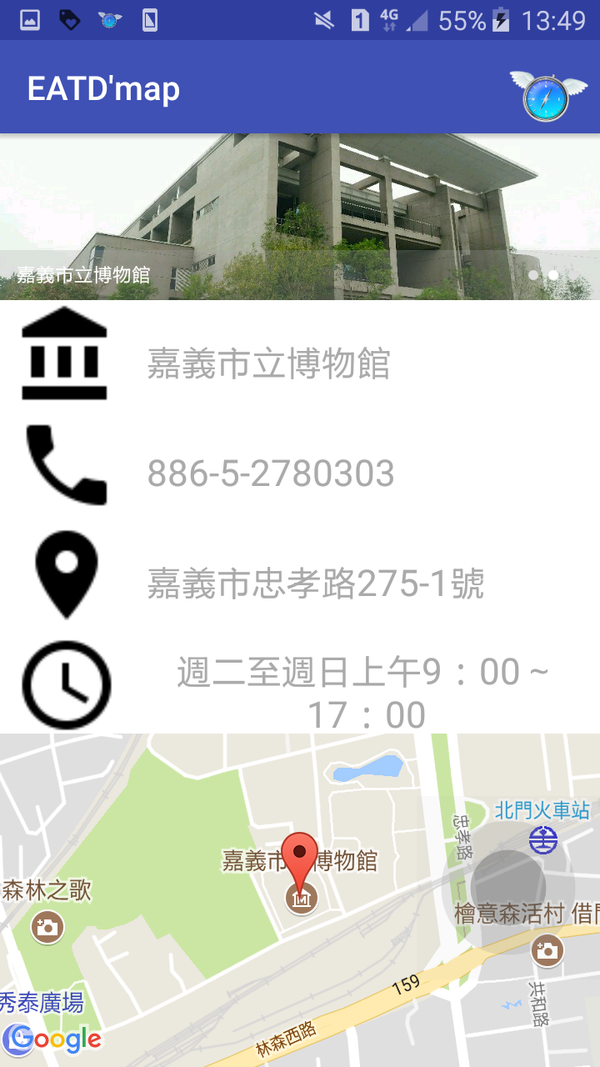 1 4G 55% 13:49
EATD'map
嘉義市立博物館
嘉義市立博物館
886-5-2780303
嘉義市忠孝路275-1號
週二至週日上午9：00 ~
17：00
北門火車站
忠孝路
嘉義市 博物館
森林之歌
檜意森活村 借
159
共和路
秀泰廣場
Google
林森西路